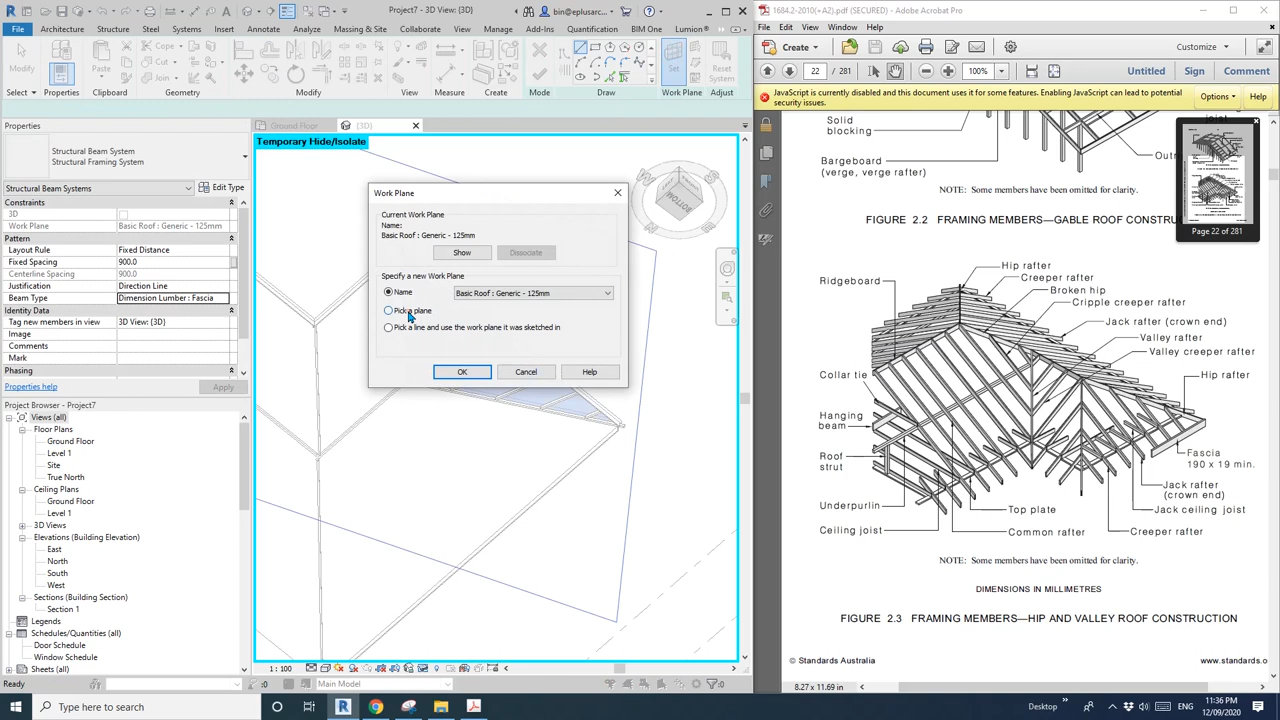 Project7 - 3D View: {3D}
bin@eplusarc...
File
Architecture
Structure
Steel
Precast
Systems
Insert
Annotate
Analyze
Massing & Site
Collaborate
View
Manage
Add-Ins
Quantification
BIM One
Lumion®
Modify
Properties
Set
Reset System
Select
Properties
Clipboard
Geometry
Modify
View
Measure
Create
Mode
Draw
Work Plane
Adjust
Properties
Ground Floor
{3D}
Temporary Hide/Isolate
Structural Beam System
Structural Framing System
Structural Beam Systems
Edit Type
Constraints
3D
Work Plane Basic Roof : Generic - 125mm
Pattern
Layout Rule Fixed Distance
Fixed Spacing 900.0
Centerline Spacing 900.0
Justification Direction Line
Beam Type Dimension Lumber : Fascia
Identity Data
Tag new members in view 3D View: {3D}
Image
Comments
Mark
Phasing
Properties help
Apply
Project Browser - Project7
Views (all)
Floor Plans
Ground Floor
Level 1
Site
True North
Ceiling Plans
Ground Floor
Level 1
3D Views
Elevations (Building Elevation)
East
North
South
West
Sections (Building Section)
Section 1
Legends
Schedules/Quantities (all)
Door Schedule
Window Schedule
Sheets (all)
Work Plane
Current Work Plane
Name:
Basic Roof : Generic - 125mm
Show
Dissociate
Specify a new Work Plane
Name
Basic Roof : Generic - 125mm
Pick a plane
Pick a line and use the work plane it was sketched in
OK
Cancel
Help
1 : 100
Ready
:0
Main Model
:0
1684.2-2010(+A2).pdf (SECURED) - Adobe Acrobat Pro
File
Edit
View
Window
Help
Create
Customize
22
/ 281
100%
Untitled
Sign
Comment
JavaScript is currently disabled and this document uses it for some features. Enabling JavaScript can lead to potential
security issues.
Options
Help
Solid
blocking
Bargeboard
(verge, verge rafter)
NOTE: Some members have been omitted for clarity.
FIGURE 2.2 FRAMING MEMBERS—GABLE ROOF CONSTRU
Page 22 of 281
Ridgeboard
Hip rafter
Creeper rafter
Broken hip
Cripple creeper rafter
Jack rafter (crown end)
Valley rafter
Valley creeper rafter
Collar tie
Hip rafter
Hanging
beam
Roof
strut
Fascia
190 x 19 min.
Jack rafter
(crown end)
Underpurlin
Top plate
Jack ceiling joist
Ceiling joist
Common rafter
Creeper rafter
NOTE: Some members have been omitted for clarity.
DIMENSIONS IN MILLIMETRES
FIGURE 2.3 FRAMING MEMBERS—HIP AND VALLEY ROOF CONSTRUCTION
© Standards Australia
www.standards.o
8.27 x 11.69 in
Type here to search
Desktop
ENG
11:36 PM
12/09/2020